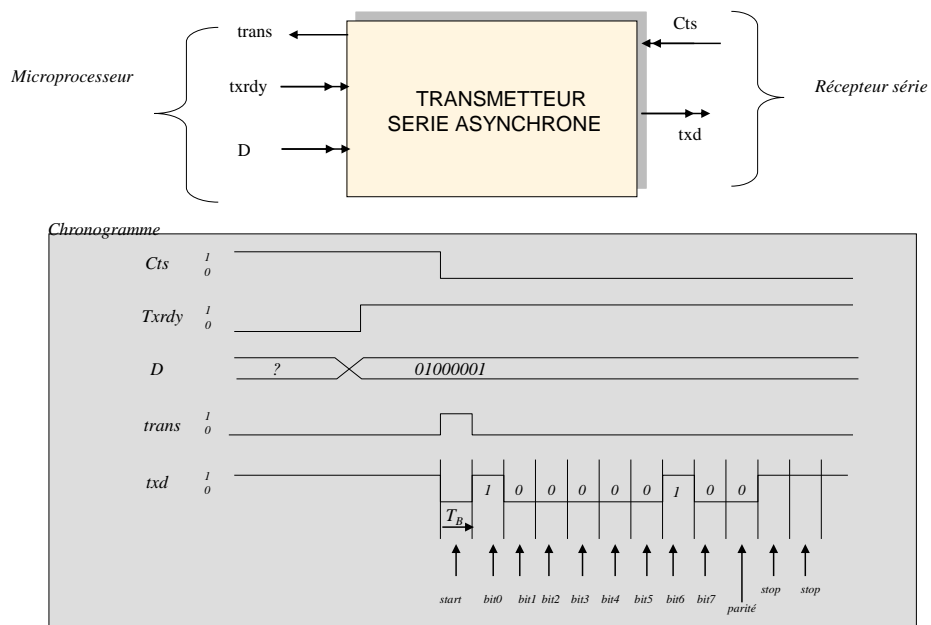 trans
Cts
Microprocesseur
txrdy
Récepteur série
TRANSMETTEUR
SERIE ASYNCHRONE
D
txd
Chronogramme
Cts 1
0
Txrdy 1
0
D ? 01000001
trans 1
0
txd 1
0
1 0 0 0 0 0 1 0 0
TB
start bit0 bit1 bit2 bit3 bit4 bit5 bit6 bit7 parité stop stop